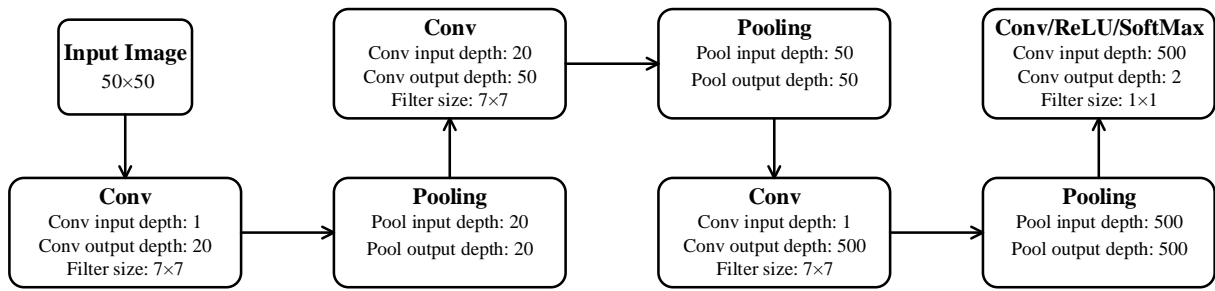 Input Image
50×50
Conv
Conv input depth: 1
Conv output depth: 20
Filter size: 7×7
Pooling
Pool input depth: 20
Pool output depth: 20
Conv
Conv input depth: 20
Conv output depth: 50
Filter size: 7×7
Pooling
Pool input depth: 50
Pool output depth: 50
Conv
Conv input depth: 1
Conv output depth: 500
Filter size: 7×7
Pooling
Pool input depth: 500
Pool output depth: 500
Conv/ReLU/SoftMax
Conv input depth: 500
Conv output depth: 2
Filter size: 1×1